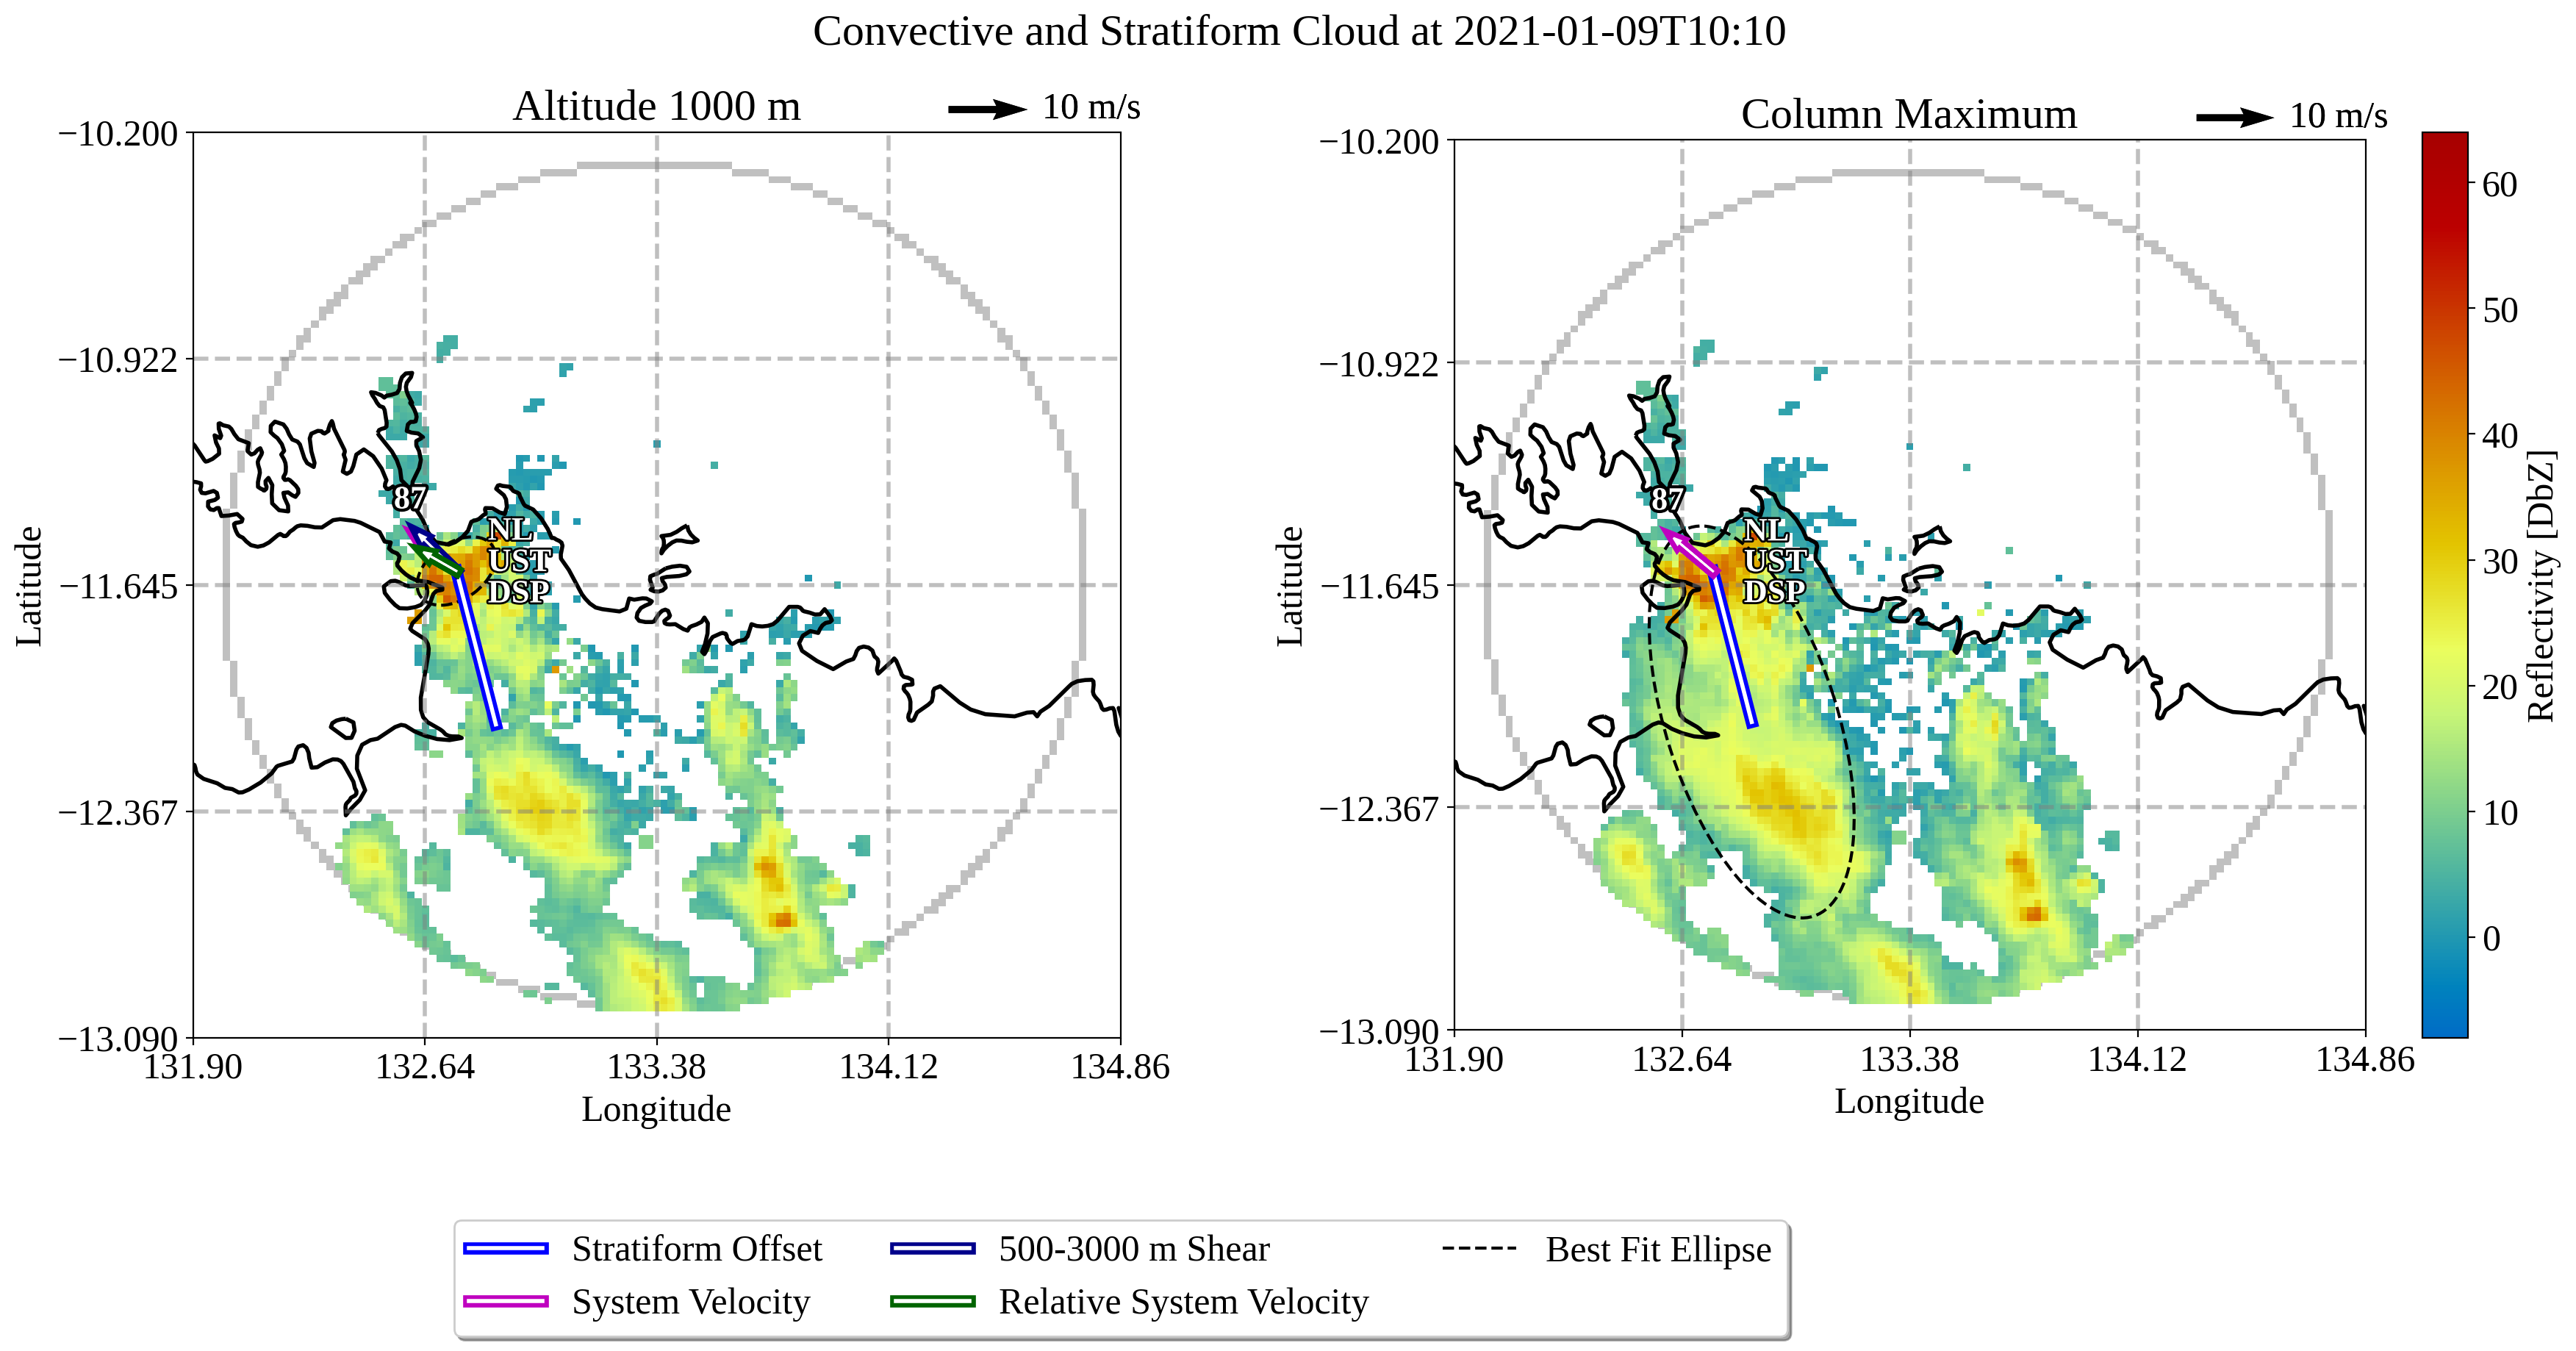 Convective and Stratiform Cloud at 2021-01-09T10:10
Altitude 1000 m
10 m/s
−10.200
−10.922
−11.645
−12.367
−13.090
Latitude
87
NL
UST
DSP
131.90
132.64
133.38
134.12
134.86
Longitude
Column Maximum
10 m/s
−10.200
−10.922
−11.645
−12.367
−13.090
Latitude
87
NL
UST
DSP
131.90
132.64
133.38
134.12
134.86
Longitude
60
50
40
30
20
10
0
Reflectivity [DbZ]
Stratiform Offset
500-3000 m Shear
Best Fit Ellipse
System Velocity
Relative System Velocity